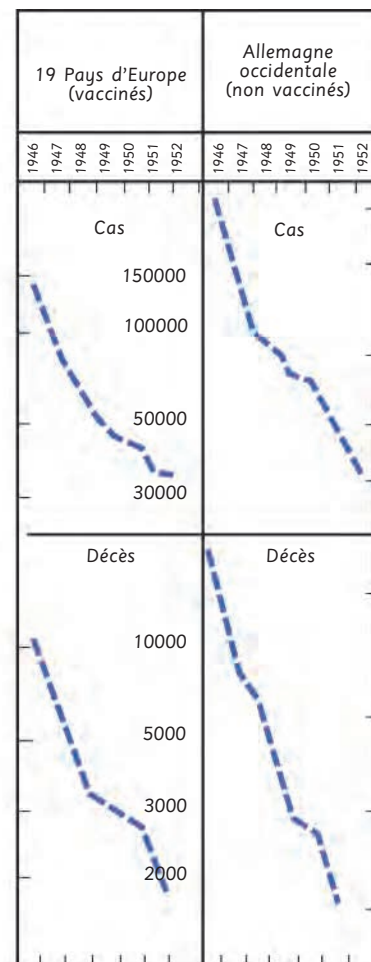 19 Pays d'Europe
(vaccinés)
Allemagne
occidentale
(non vaccinés)
1946 1947 1948 1949 1950 1951 1952
1946 1947 1948 1949 1950 1951 1952
Cas
Cas
150000
100000
50000
30000
Décès
Décès
10000
5000
3000
2000